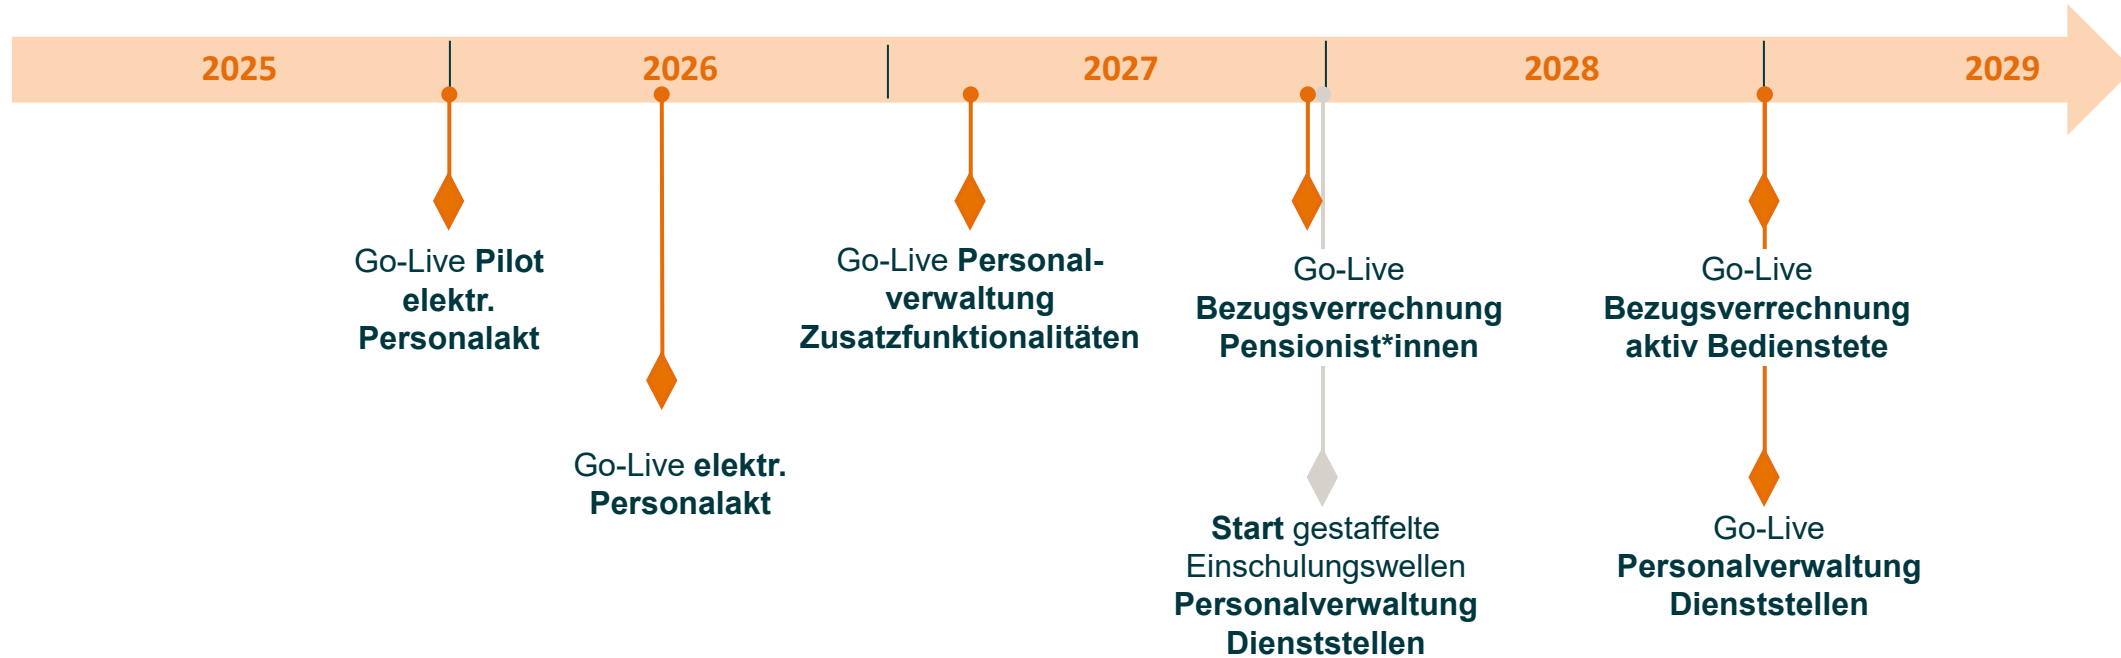 2025
2026
2027
2028
2029
Go-Live Pilot
elektr.
Personalakt
Go-Live elektr.
Personalakt
Go-Live Personal-
verwaltung
Zusatzfunktionalitäten
Go-Live
Bezugsverrechnung
Pensionist*innen
Start gestaffelte
Einschulungswellen
Personalverwaltung
Dienststellen
Go-Live
Bezugsverrechnung
aktiv Bedienstete
Go-Live
Personalverwaltung
Dienststellen